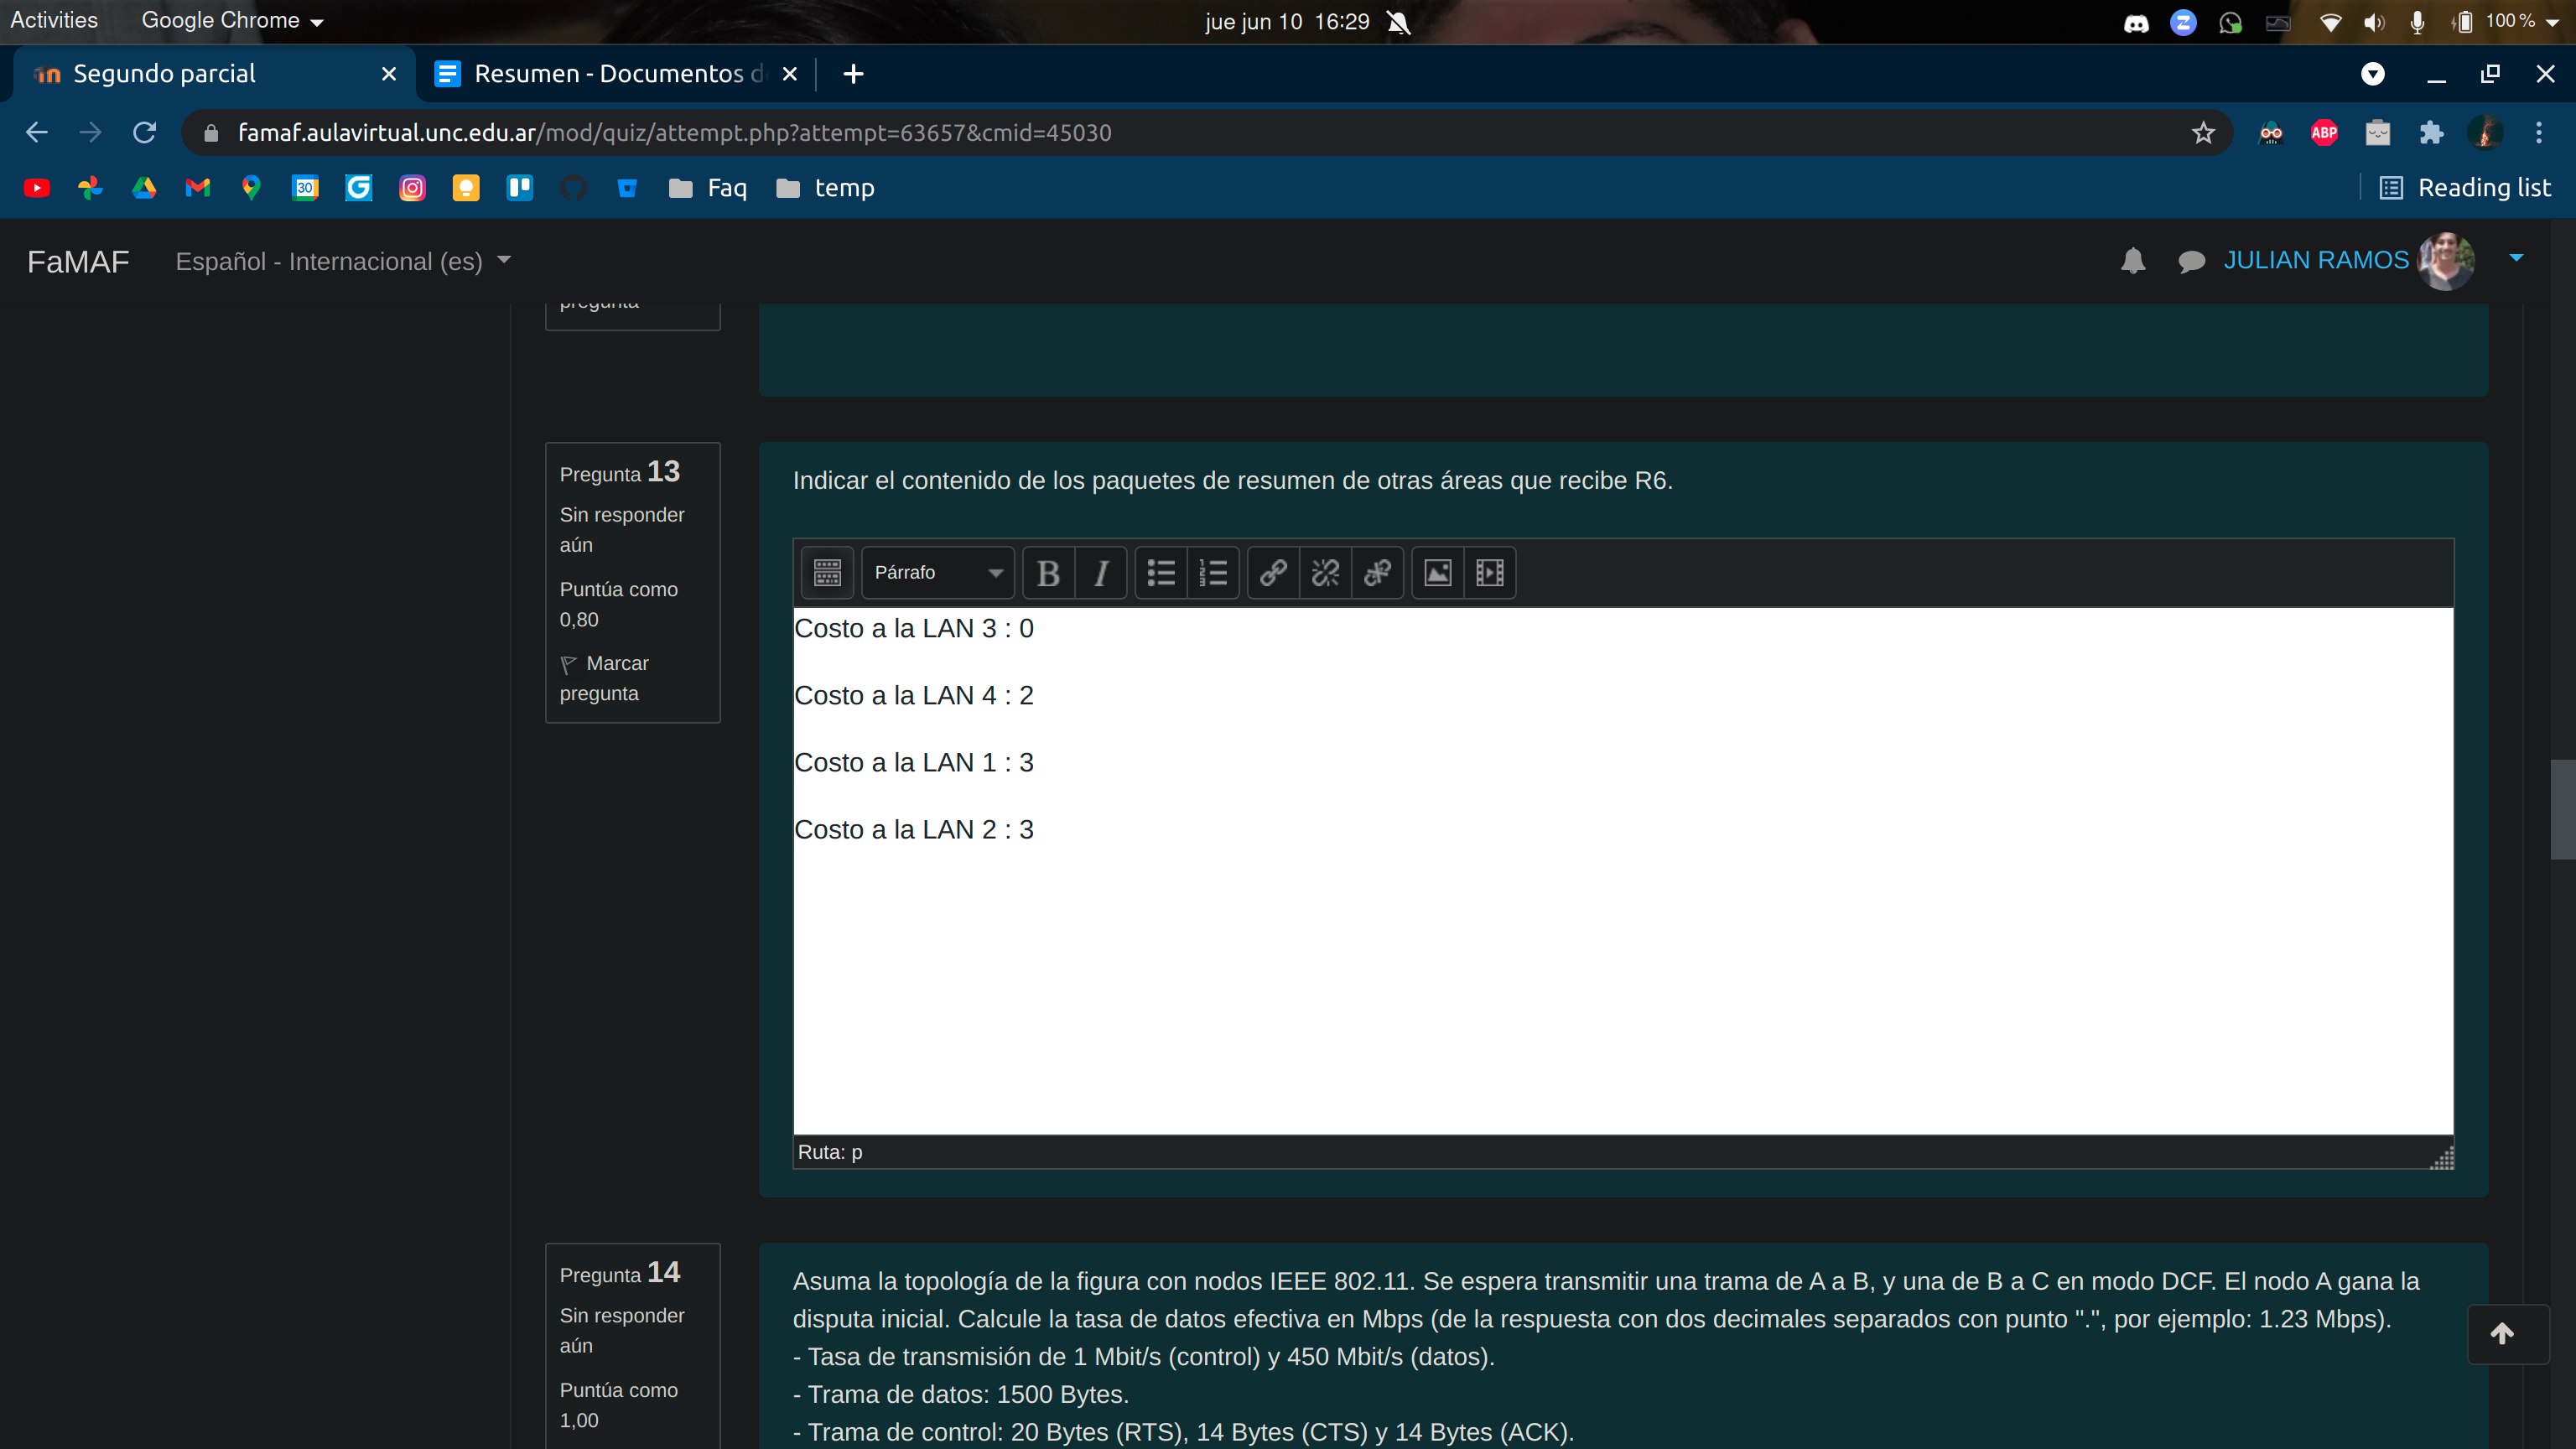 Activities
Google Chrome
jue jun 10 16:29
100 %
Segundo parcial
Resumen - Documentos d
famaf.aulavirtual.unc.edu.ar/mod/quiz/attempt.php?attempt=63657&cmid=45030
ABP
30
Faq
temp
Reading list
FaMAF
Español - Internacional (es)
JULIAN RAMOS
pregunta
Pregunta 13
Sin responder
aún
Puntúa como
0,80
Marcar
pregunta
Indicar el contenido de los paquetes de resumen de otras áreas que recibe R6.
Párrafo
B
I
Costo a la LAN 3 : 0
Costo a la LAN 4 : 2
Costo a la LAN 1 : 3
Costo a la LAN 2 : 3
Ruta: p
Pregunta 14
Sin responder
aún
Puntúa como
1,00
Asuma la topología de la figura con nodos IEEE 802.11. Se espera transmitir una trama de A a B, y una de B a C en modo DCF. El nodo A gana la
disputa inicial. Calcule la tasa de datos efectiva en Mbps (de la respuesta con dos decimales separados con punto ".", por ejemplo: 1.23 Mbps).
- Tasa de transmisión de 1 Mbit/s (control) y 450 Mbit/s (datos).
- Trama de datos: 1500 Bytes.
- Trama de control: 20 Bytes (RTS), 14 Bytes (CTS) y 14 Bytes (ACK).